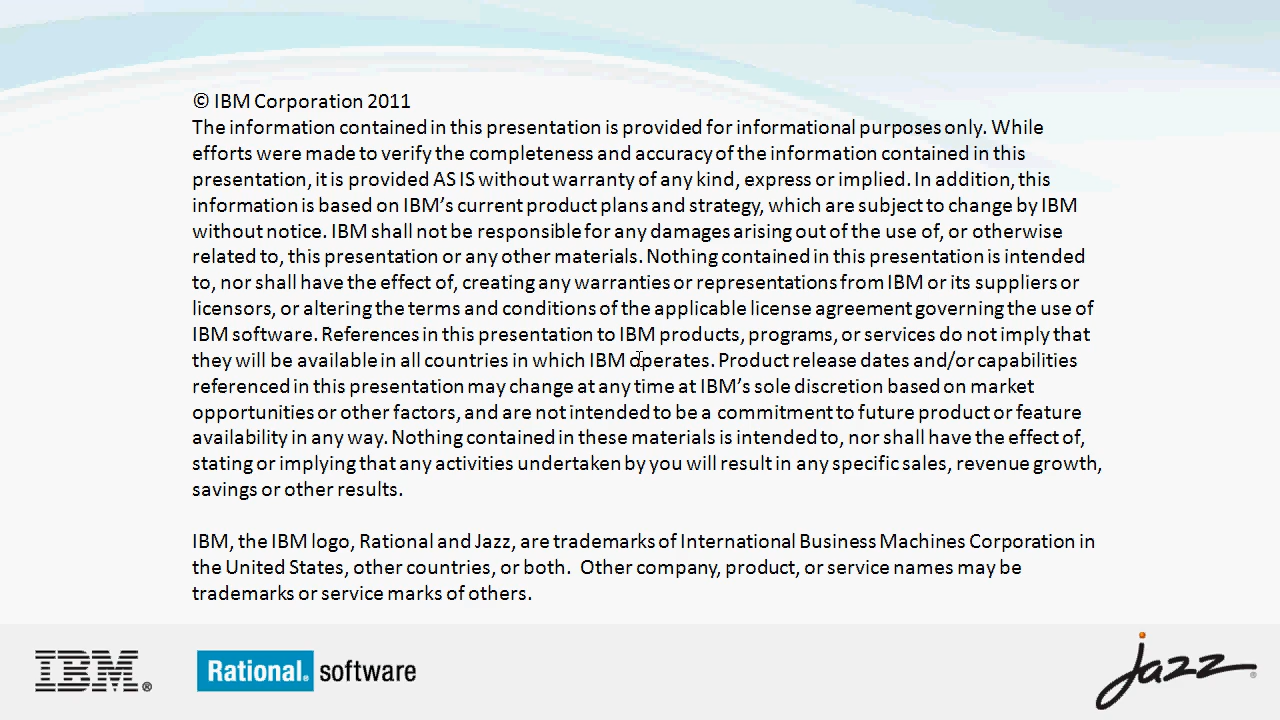 © IBM Corporation 2011
The information contained in this presentation is provided for informational purposes only. While
efforts were made to verify the completeness and accuracy of the information contained in this
presentation, it is provided AS IS without warranty of any kind, express or implied. In addition, this
information is based on IBM’s current product plans and strategy, which are subject to change by IBM
without notice. IBM shall not be responsible for any damages arising out of the use of, or otherwise
related to, this presentation or any other materials. Nothing contained in this presentation is intended
to, nor shall have the effect of, creating any warranties or representations from IBM or its suppliers or
licensors, or altering the terms and conditions of the applicable license agreement governing the use of
IBM software. References in this presentation to IBM products, programs, or services do not imply that
they will be available in all countries in which IBM operates. Product release dates and/or capabilities
referenced in this presentation may change at any time at IBM’s sole discretion based on market
opportunities or other factors, and are not intended to be a commitment to future product or feature
availability in any way. Nothing contained in these materials is intended to, nor shall have the effect of,
stating or implying that any activities undertaken by you will result in any specific sales, revenue growth,
savings or other results.
IBM, the IBM logo, Rational and Jazz, are trademarks of International Business Machines Corporation in
the United States, other countries, or both.  Other company, product, or service names may be
trademarks or service marks of others.
IBM® Rational® software jazz®